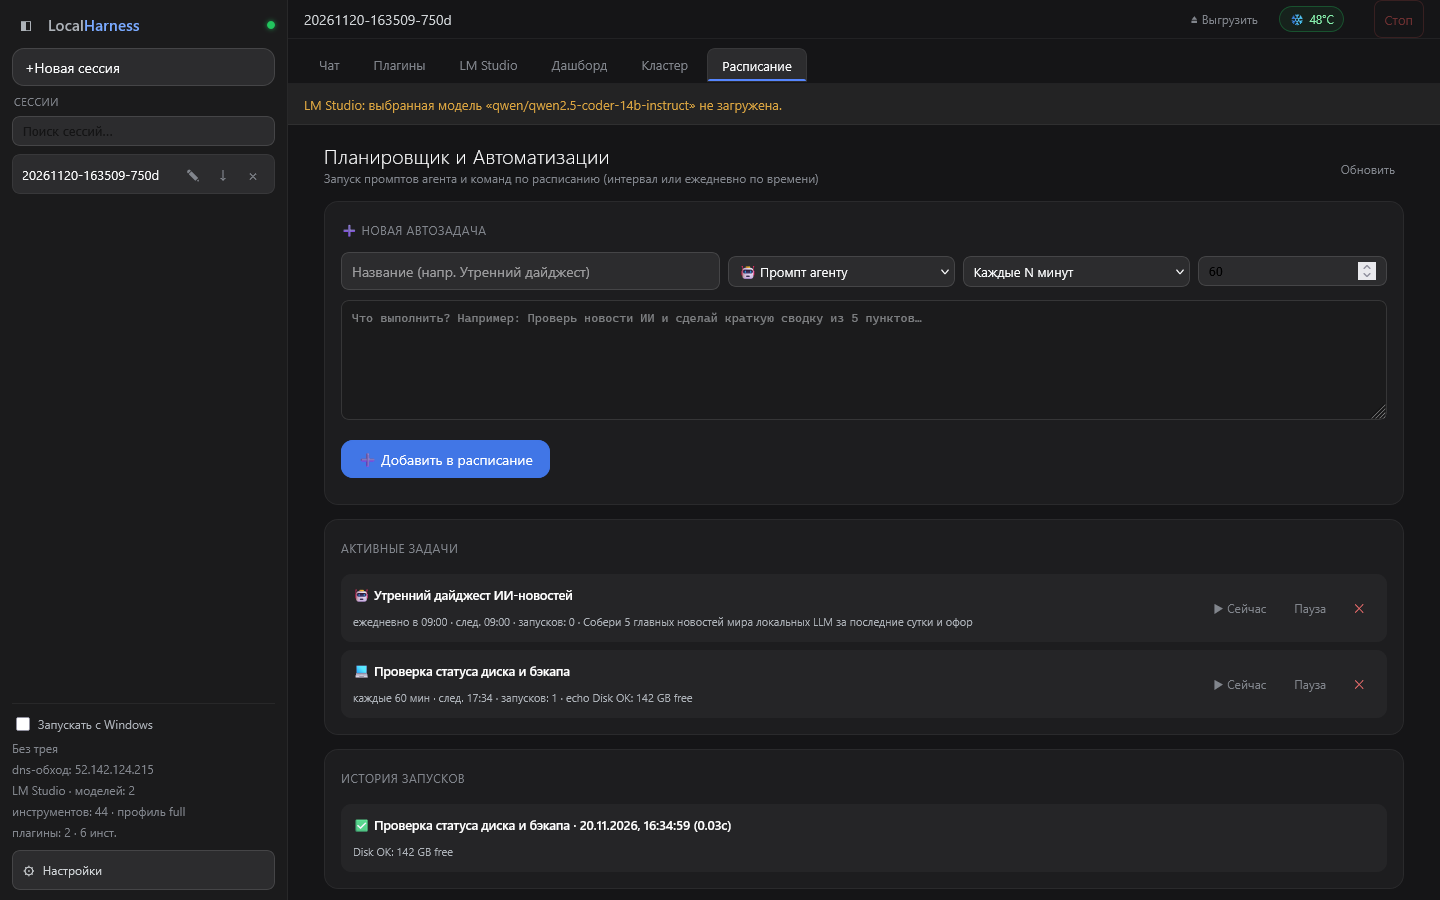 LocalHarness
+Новая сессия
СЕССИИ
Поиск сессий...
20261120-163509-750d
Запускать с Windows
Без трея
dns-обход: 52.142.124.215
LM Studio · моделей: 2
инструментов: 44 · профиль full
плагины: 2 · 6 инст.
Настройки
20261120-163509-750d
Выгрузить
48°C
Стоп
Чат
Плагины
LM Studio
Дашборд
Кластер
Расписание
LM Studio: выбранная модель «qwen/qwen2.5-coder-14b-instruct» не загружена.
Планировщик и Автоматизации
Запуск промптов агента и команд по расписанию (интервал или ежедневно по времени)
Обновить
НОВАЯ АВТОЗАДАЧА
Название (напр. Утренний дайджест)
Промпт агенту
Каждые N минут
60
Что выполнить? Например: Проверь новости ИИ и сделай краткую сводку из 5 пунктов…
Добавить в расписание
АКТИВНЫЕ ЗАДАЧИ
Утренний дайджест ИИ-новостей
ежедневно в 09:00 · след. 09:00 · запусков: 0 · Собери 5 главных новостей мира локальных LLM за последние сутки и офор
Сейчас
Пауза
Проверка статуса диска и бэкапа
каждые 60 мин · след. 17:34 · запусков: 1 · echo Disk OK: 142 GB free
Сейчас
Пауза
ИСТОРИЯ ЗАПУСКОВ
Проверка статуса диска и бэкапа · 20.11.2026, 16:34:59 (0.03с)
Disk OK: 142 GB free